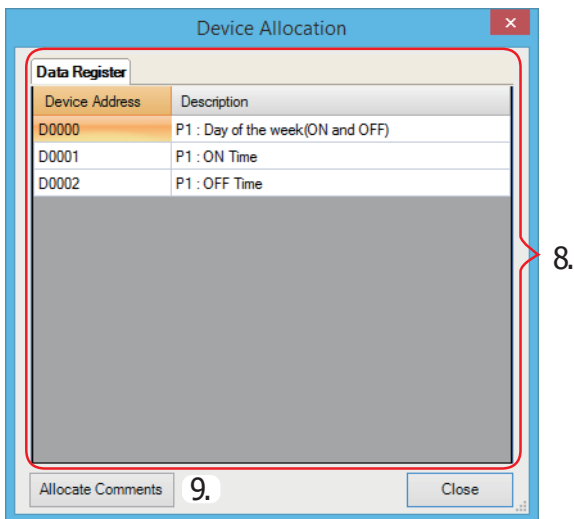 Device Allocation
Data Register
Device Address Description
D0000 P1 : Day of the week(ON and OFF)
D0001 P1 : ON Time
D0002 P1 : OFF Time
8.
Allocate Comments 9. Close